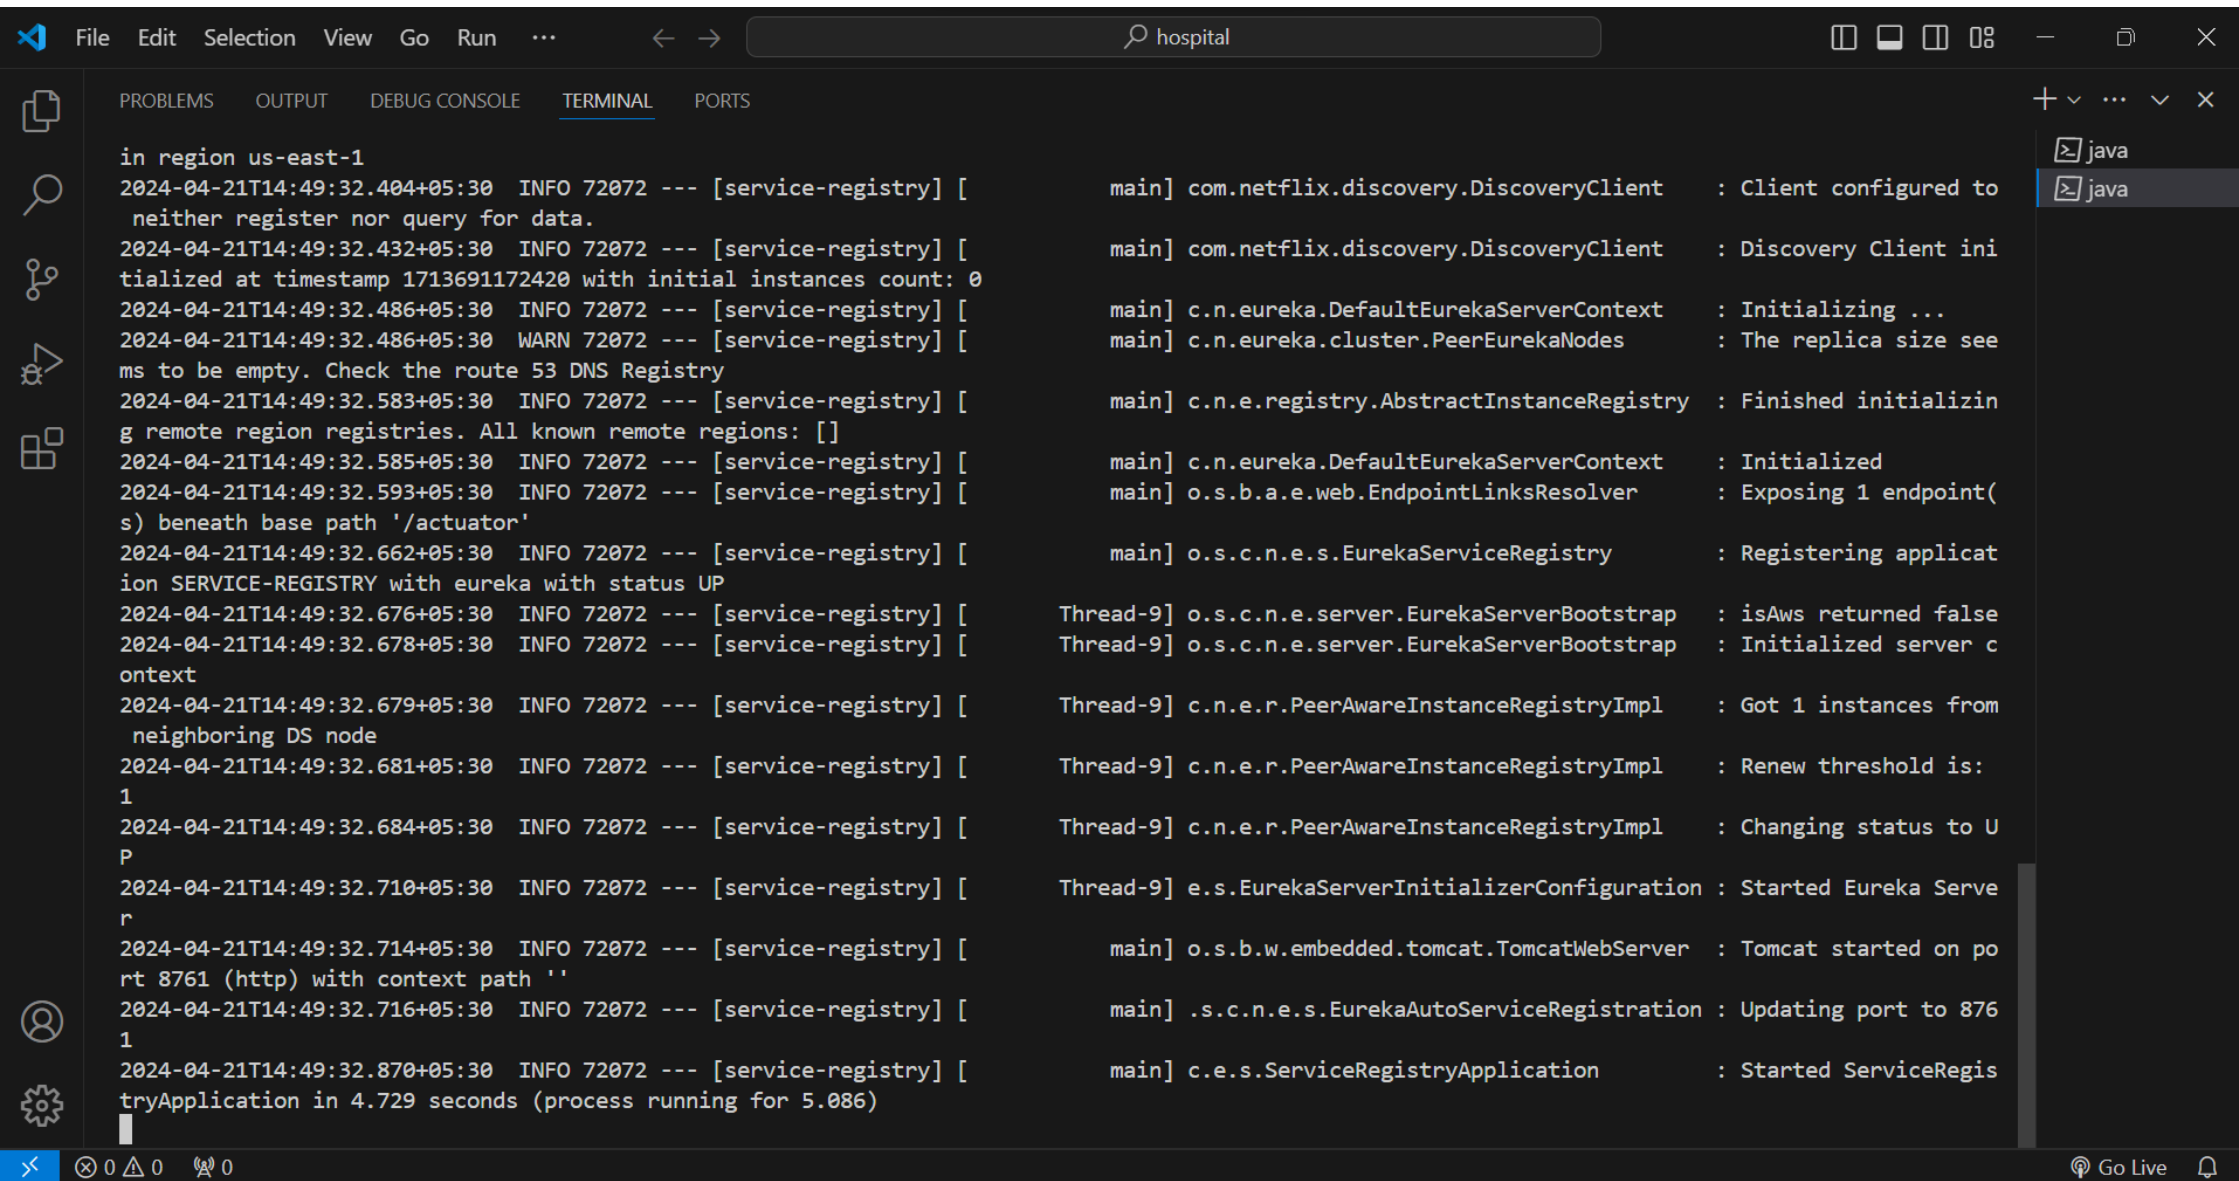 File Edit Selection View Go Run ··· hospital
PROBLEMS OUTPUT DEBUG CONSOLE TERMINAL PORTS
java
java
in region us-east-1
2024-04-21T14:49:32.404+05:30  INFO 72072 --- [service-registry] [           main] com.netflix.discovery.DiscoveryClient    : Client configured to
 neither register nor query for data.
2024-04-21T14:49:32.432+05:30  INFO 72072 --- [service-registry] [           main] com.netflix.discovery.DiscoveryClient    : Discovery Client ini
tialized at timestamp 1713691172420 with initial instances count: 0
2024-04-21T14:49:32.486+05:30  INFO 72072 --- [service-registry] [           main] c.n.eureka.DefaultEurekaServerContext    : Initializing ...
2024-04-21T14:49:32.486+05:30  WARN 72072 --- [service-registry] [           main] c.n.eureka.cluster.PeerEurekaNodes       : The replica size see
ms to be empty. Check the route 53 DNS Registry
2024-04-21T14:49:32.583+05:30  INFO 72072 --- [service-registry] [           main] c.n.e.registry.AbstractInstanceRegistry  : Finished initializin
g remote region registries. All known remote regions: []
2024-04-21T14:49:32.585+05:30  INFO 72072 --- [service-registry] [           main] c.n.eureka.DefaultEurekaServerContext    : Initialized
2024-04-21T14:49:32.593+05:30  INFO 72072 --- [service-registry] [           main] o.s.b.a.e.web.EndpointLinksResolver      : Exposing 1 endpoint(
s) beneath base path '/actuator'
2024-04-21T14:49:32.662+05:30  INFO 72072 --- [service-registry] [           main] o.s.c.n.e.s.EurekaServiceRegistry        : Registering applicat
ion SERVICE-REGISTRY with eureka with status UP
2024-04-21T14:49:32.676+05:30  INFO 72072 --- [service-registry] [       Thread-9] o.s.c.n.e.server.EurekaServerBootstrap   : isAws returned false
2024-04-21T14:49:32.678+05:30  INFO 72072 --- [service-registry] [       Thread-9] o.s.c.n.e.server.EurekaServerBootstrap   : Initialized server c
ontext
2024-04-21T14:49:32.679+05:30  INFO 72072 --- [service-registry] [       Thread-9] c.n.e.r.PeerAwareInstanceRegistryImpl    : Got 1 instances from
 neighboring DS node
2024-04-21T14:49:32.681+05:30  INFO 72072 --- [service-registry] [       Thread-9] c.n.e.r.PeerAwareInstanceRegistryImpl    : Renew threshold is:
1
2024-04-21T14:49:32.684+05:30  INFO 72072 --- [service-registry] [       Thread-9] c.n.e.r.PeerAwareInstanceRegistryImpl    : Changing status to U
P
2024-04-21T14:49:32.710+05:30  INFO 72072 --- [service-registry] [       Thread-9] e.s.EurekaServerInitializerConfiguration : Started Eureka Serve
r
2024-04-21T14:49:32.714+05:30  INFO 72072 --- [service-registry] [           main] o.s.b.w.embedded.tomcat.TomcatWebServer  : Tomcat started on po
rt 8761 (http) with context path ''
2024-04-21T14:49:32.716+05:30  INFO 72072 --- [service-registry] [           main] .s.c.n.e.s.EurekaAutoServiceRegistration : Updating port to 876
1
2024-04-21T14:49:32.870+05:30  INFO 72072 --- [service-registry] [           main] c.e.s.ServiceRegistryApplication         : Started ServiceRegis
tryApplication in 4.729 seconds (process running for 5.086)
0 0 0 Go Live